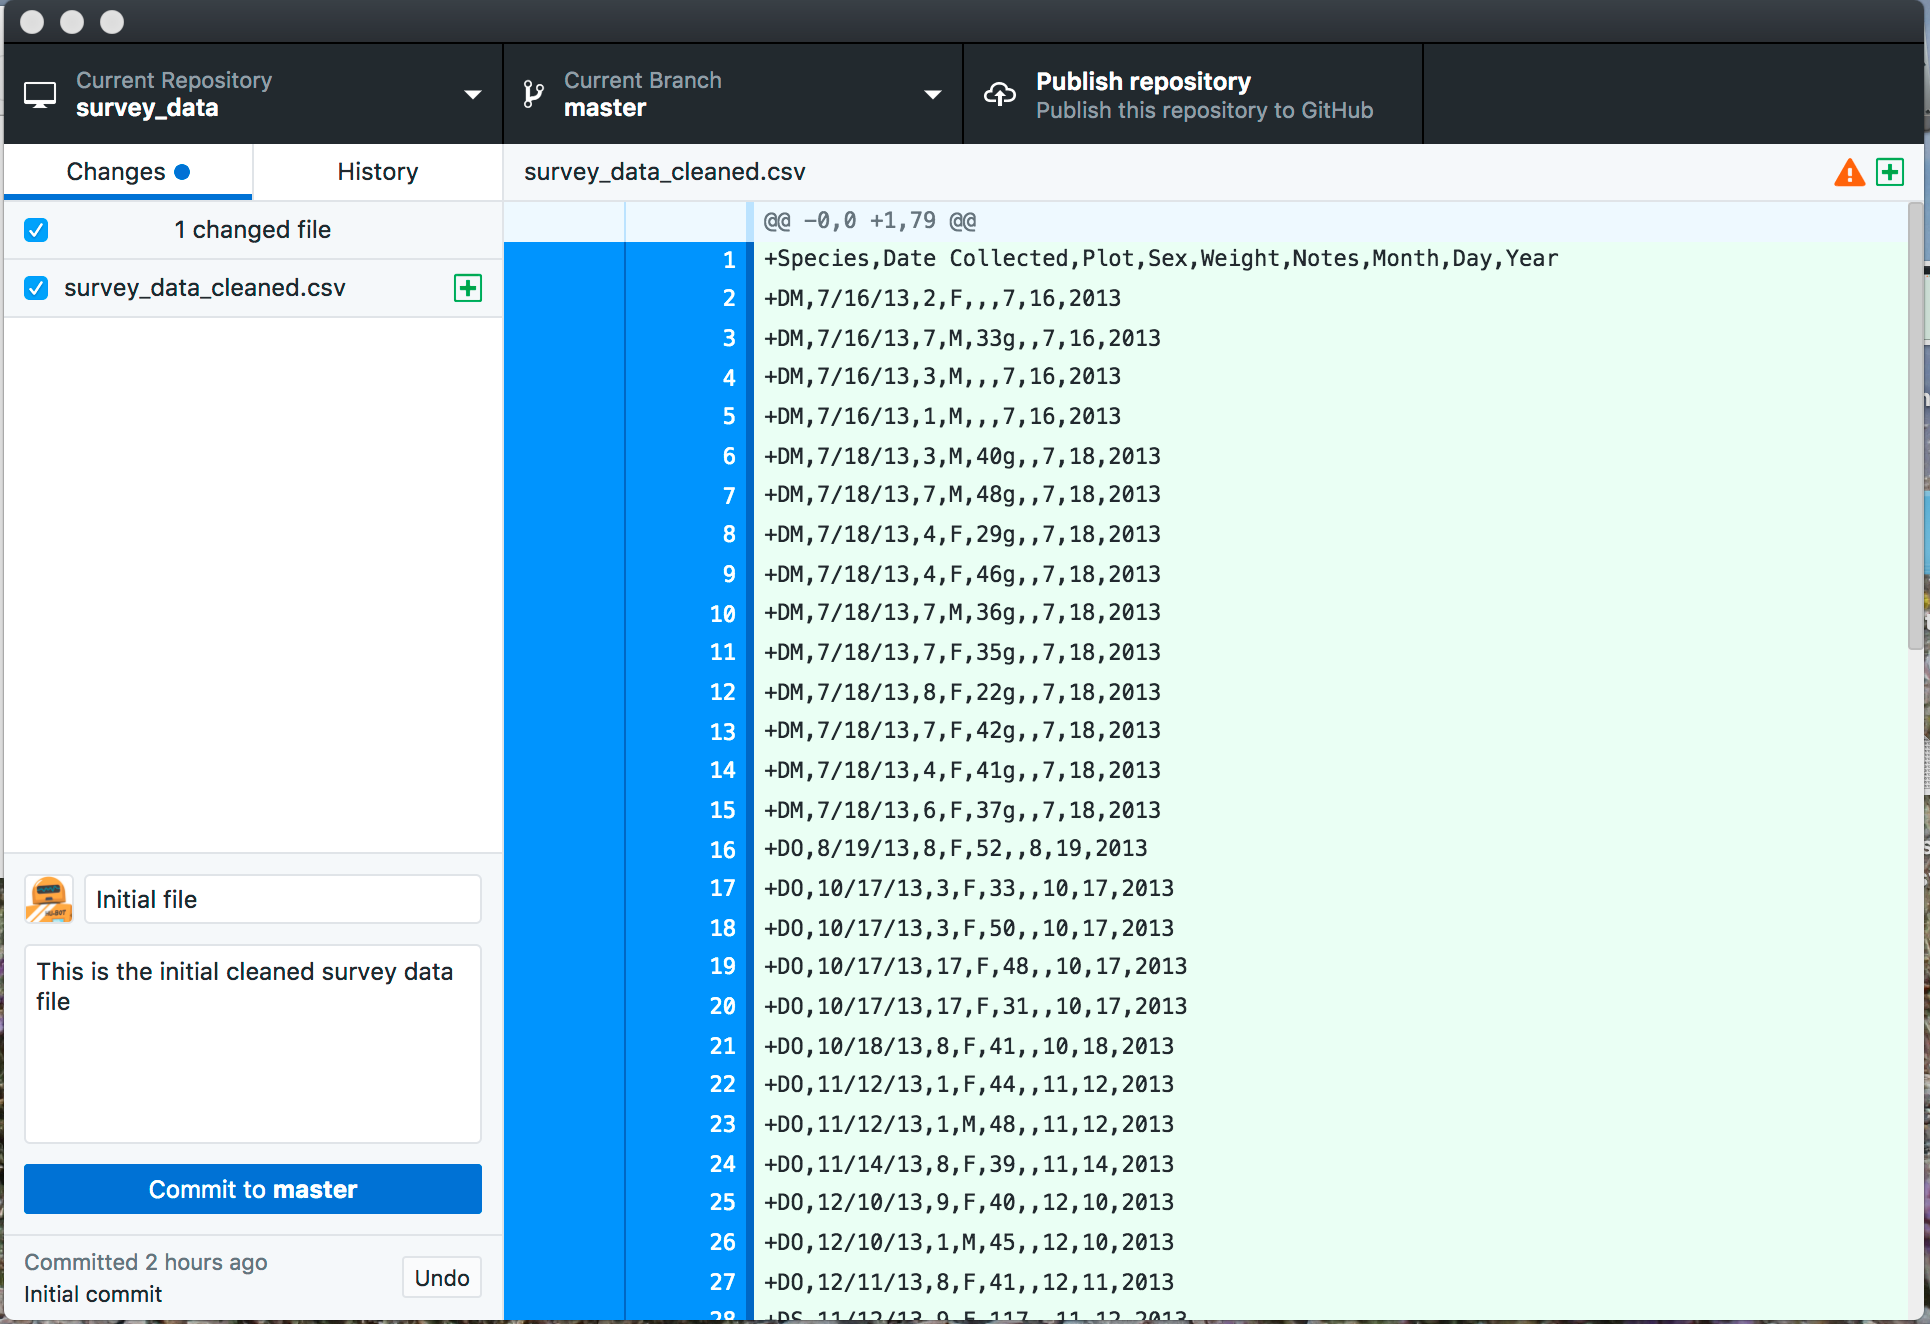 Current Repository
survey_data
Current Branch
master
Publish repository
Publish this repository to GitHub
Changes
History
survey_data_cleaned.csv
1 changed file
survey_data_cleaned.csv
@@ -0,0 +1,79 @@
1 +Species,Date Collected,Plot,Sex,Weight,Notes,Month,Day,Year
2 +DM,7/16/13,2,F,,,7,16,2013
3 +DM,7/16/13,7,M,33g,,7,16,2013
4 +DM,7/16/13,3,M,,,7,16,2013
5 +DM,7/16/13,1,M,,,7,16,2013
6 +DM,7/18/13,3,M,40g,,7,18,2013
7 +DM,7/18/13,7,M,48g,,7,18,2013
8 +DM,7/18/13,4,F,29g,,7,18,2013
9 +DM,7/18/13,4,F,46g,,7,18,2013
10 +DM,7/18/13,7,M,36g,,7,18,2013
11 +DM,7/18/13,7,F,35g,,7,18,2013
12 +DM,7/18/13,8,F,22g,,7,18,2013
13 +DM,7/18/13,7,F,42g,,7,18,2013
14 +DM,7/18/13,4,F,41g,,7,18,2013
15 +DM,7/18/13,6,F,37g,,7,18,2013
16 +DO,8/19/13,8,F,52,,8,19,2013
17 +DO,10/17/13,3,F,33,,10,17,2013
18 +DO,10/17/13,3,F,50,,10,17,2013
19 +DO,10/17/13,17,F,48,,10,17,2013
20 +DO,10/17/13,17,F,31,,10,17,2013
21 +DO,10/18/13,8,F,41,,10,18,2013
22 +DO,11/12/13,1,F,44,,11,12,2013
23 +DO,11/12/13,1,M,48,,11,12,2013
24 +DO,11/14/13,8,F,39,,11,14,2013
25 +DO,12/10/13,9,F,40,,12,10,2013
26 +DO,12/10/13,1,M,45,,12,10,2013
27 +DO,12/11/13,8,F,41,,12,11,2013
28 +DS,11/12/13,9,F,117,,11,12,2013
Initial file
This is the initial cleaned survey data
file
Commit to master
Committed 2 hours ago
Initial commit
Undo